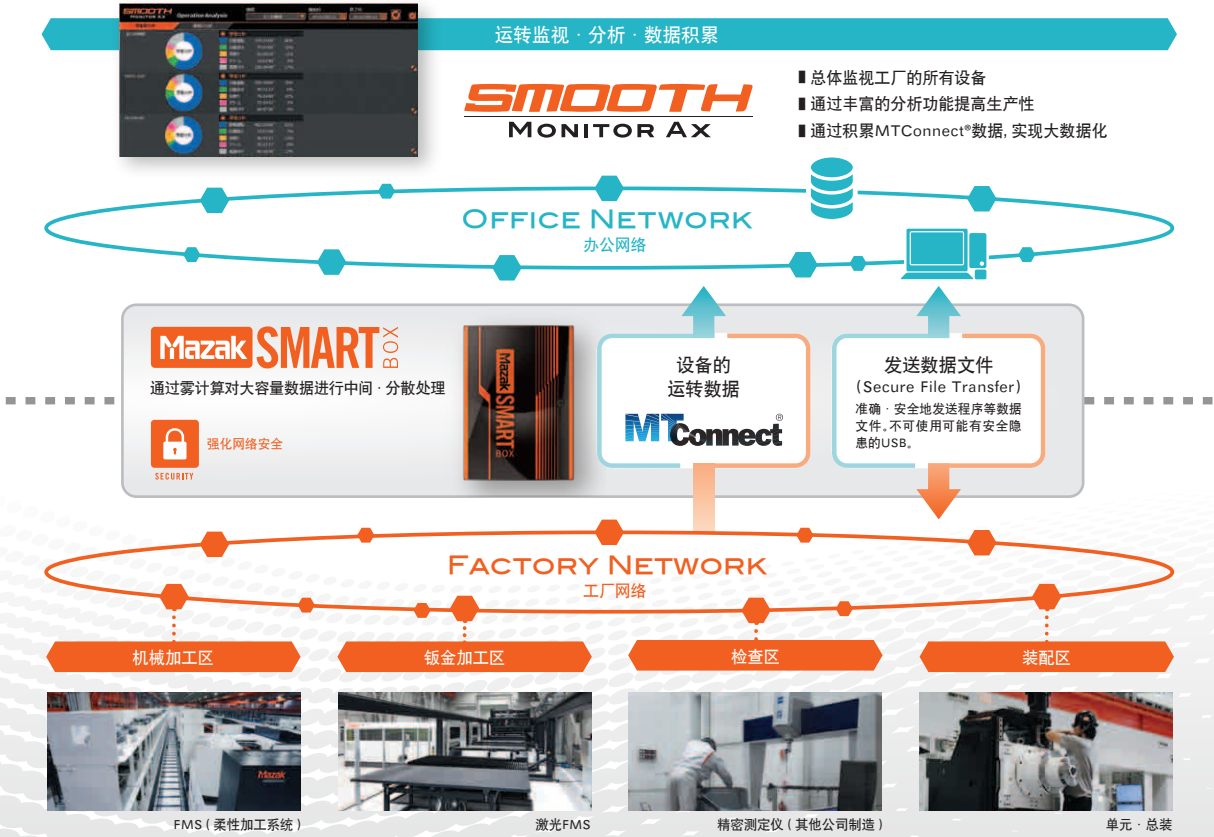 SMOOTH
MONITOR AX
Operative Analysis
运转监视 · 分析 · 数据积累
SMOOTH
MONITOR AX
▮总体监视工厂的所有设备
▮通过丰富的分析功能提高生产性
▮通过积累MTConnect®数据, 实现大数据化
OFFICE NETWORK
办公网络
Mazak SMART BOX
通过雾计算对大容量数据进行中间 · 分散处理
强化网络安全
SECURITY
Mazak SMART BOX
设备的
运转数据
MTConnect®
发送数据文件
(Secure File Transfer)
准确 · 安全地发送程序等数据
文件。不可使用可能有安全隐
患的USB。
FACTORY NETWORK
工厂网络
机械加工区
钣金加工区
检查区
装配区
Mazak
FMS ( 柔性加工系统 )
激光FMS
精密测定仪 ( 其他公司制造 )
单元 · 总装